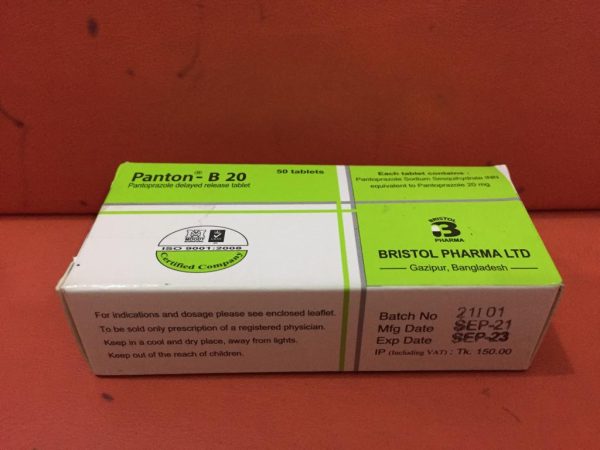 Panton®- B 20
50 tablets
Pantoprazole delayed release tablet
Each tablet contains :
Pantoprazole Sodium Sesquihydrate INN
equivalent to Pantoprazole 20 mg.
ISO 9001:2008
Certified Company
BRISTOL
B
PHARMA
BRISTOL PHARMA LTD
Gazipur, Bangladesh
For indications and dosage please see enclosed leaflet.
To be sold only prescription of a registered physician.
Keep in a cool and dry place, away from lights.
Keep out of the reach of children.
Batch No 21I01
Mfg Date SEP-21
Exp Date SEP-23
IP (Including VAT) : Tk. 150.00